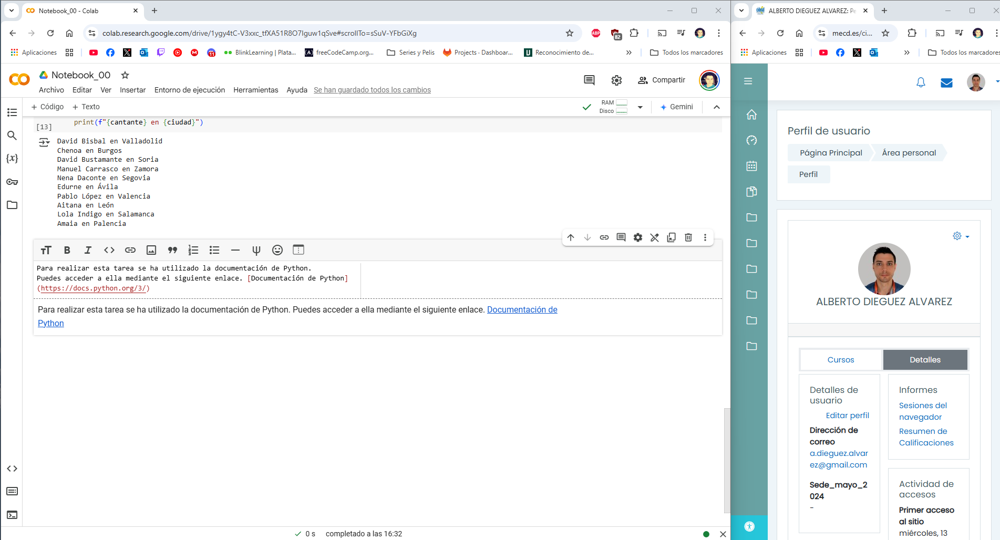 Notebook_00 - Colab
colab.research.google.com/drive/1ygy4tC-V3xxc_tfXA51R8O7Iguw1qSve#scrollTo=sSuV-YFbGiXg
ABP
82
Aplicaciones
11
BlinkLearning | Plata...
freeCodeCamp.org...
Series y Pelis
Projects · Dashboar...
Reconocimiento de...
Todos los marcadores
Notebook_00
Archivo Editar Ver Insertar Entorno de ejecución Herramientas Ayuda Se han guardado todos los cambios
Compartir
+ Código + Texto
RAM
Disco
Gemini
[13]
print(f"{cantante} en {ciudad}")
David Bisbal en Valladolid
Chenoa en Burgos
David Bustamante en Soria
Manuel Carrasco en Zamora
Nena Daconte en Segovia
Edurne en Ávila
Pablo López en Valencia
Aitana en León
Lola Indigo en Salamanca
Amaia en Palencia
Para realizar esta tarea se ha utilizado la documentación de Python.
Puedes acceder a ella mediante el siguiente enlace. [Documentación de Python]
(https://docs.python.org/3/)
Para realizar esta tarea se ha utilizado la documentación de Python. Puedes acceder a ella mediante el siguiente enlace. Documentación de
Python
0 s completado a las 16:32
ALBERTO DIEGUEZ ALVAREZ: Pe
mecd.es/ci...
Aplicaciones
Todos los marcadores
Perfil de usuario
Página Principal
Área personal
Perfil
ALBERTO DIEGUEZ ALVAREZ
Cursos
Detalles
Detalles de
usuario
Editar perfil
Dirección de
correo
a.dieguez.alvar
ez@gmail.com
Sede_mayo_2
024
-
Informes
Sesiones del
navegador
Resumen de
Calificaciones
Actividad de
accesos
Primer acceso
al sitio
miércoles, 13